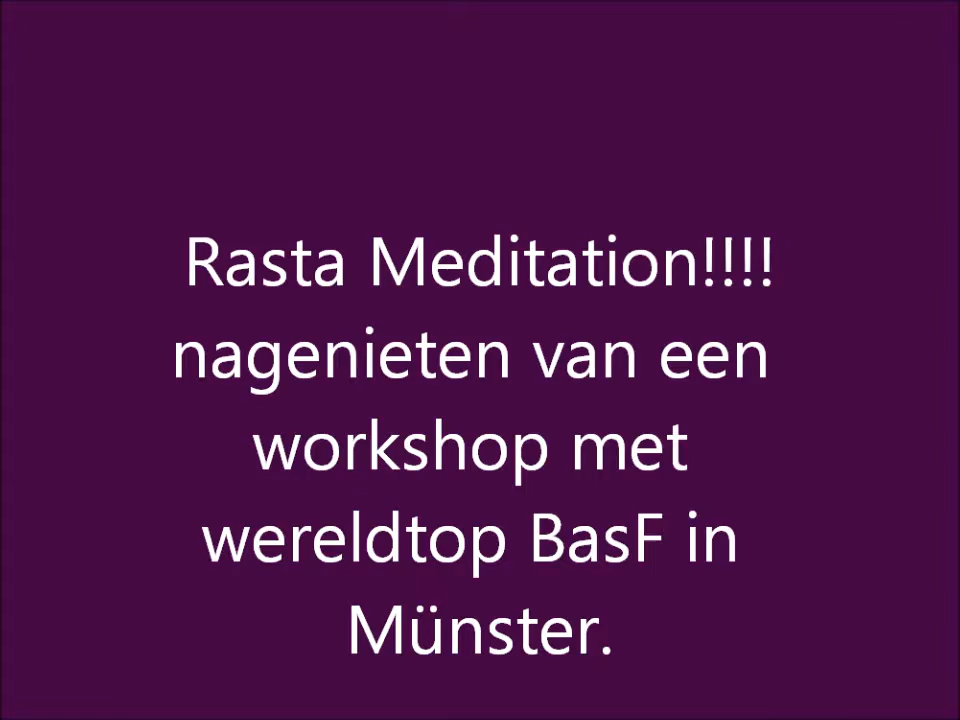 Rasta Meditation!!!!
nagenieten van een
workshop met
wereldtop BasF in
Münster.